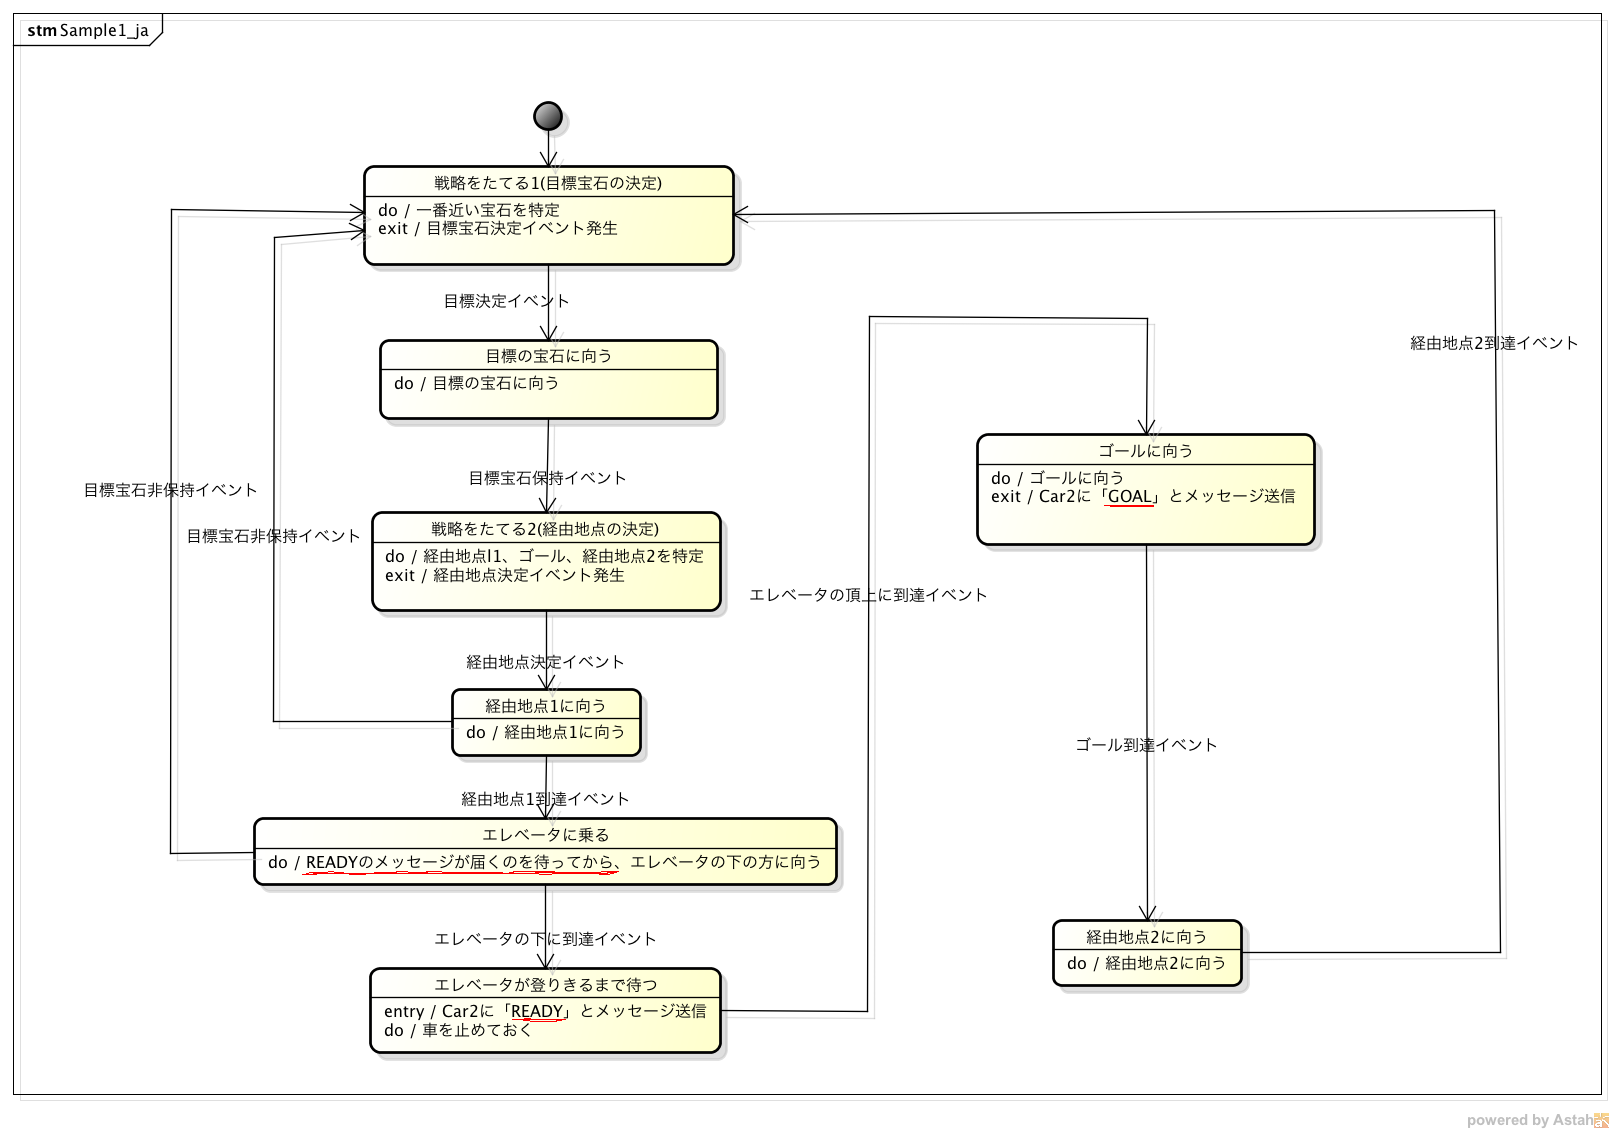 stm Sample1_ja
戦略をたてる1(目標宝石の決定)
do / 一番近い宝石を特定
exit / 目標宝石決定イベント発生
目標決定イベント
目標の宝石に向う
do / 目標の宝石に向う
目標宝石保持イベント
戦略をたてる2(経由地点の決定)
do / 経由地点l1、ゴール、経由地点2を特定
exit / 経由地点決定イベント発生
経由地点決定イベント
経由地点1に向う
do / 経由地点1に向う
目標宝石非保持イベント
目標宝石非保持イベント
経由地点1到達イベント
エレベータに乗る
do / READYのメッセージが届くのを待ってから、エレベータの下の方に向う
エレベータの下に到達イベント
エレベータが登りきるまで待つ
entry / Car2に「READY」とメッセージ送信
do / 車を止めておく
エレベータの頂上に到達イベント
ゴールに向う
do / ゴールに向う
exit / Car2に「GOAL」とメッセージ送信
ゴール到達イベント
経由地点2に向う
do / 経由地点2に向う
経由地点2到達イベント
powered by Astah